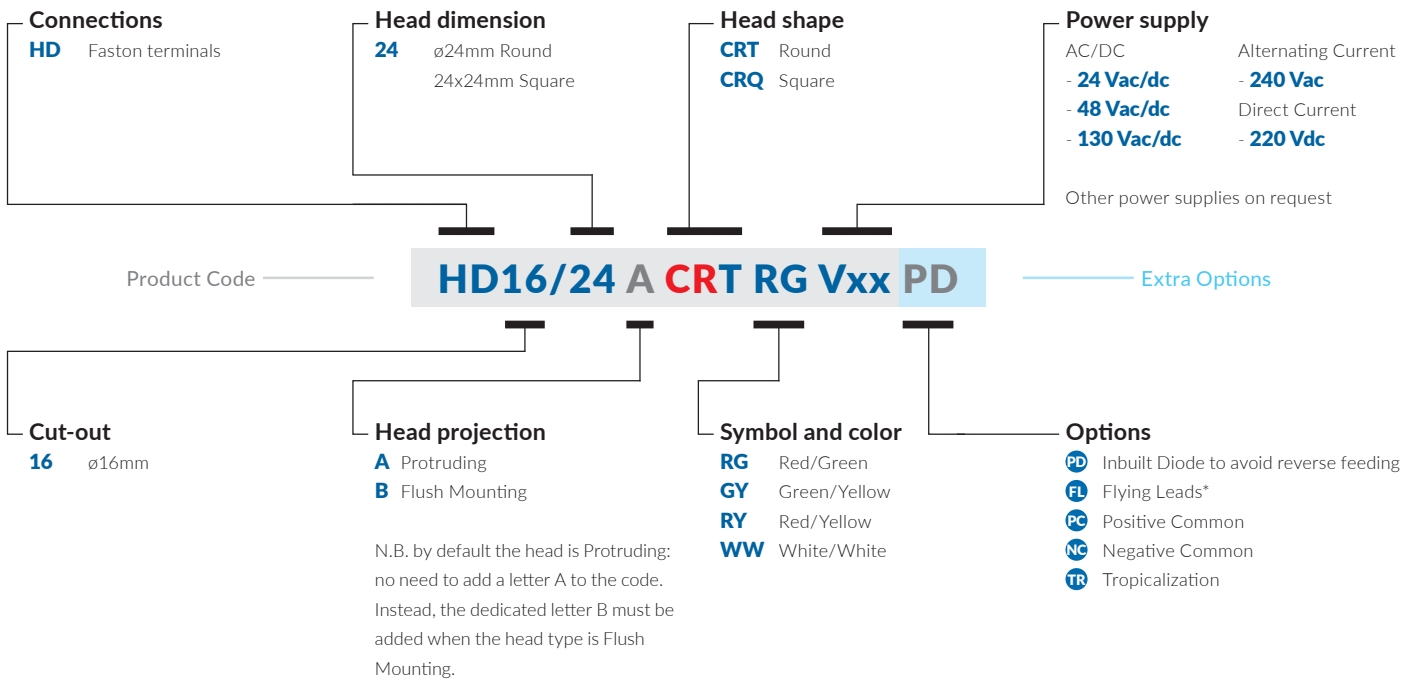 Connections
HD Faston terminals
Head dimension
24 ø24mm Round
24x24mm Square
Head shape
CRT Round
CRQ Square
Power supply
AC/DC
- 24 Vac/dc
- 48 Vac/dc
- 130 Vac/dc
Alternating Current
- 240 Vac
Direct Current
- 220 Vdc
Other power supplies on request
Product Code
HD16/24 A CRT RG Vxx PD
Extra Options
Cut-out
16 ø16mm
Head projection
A Protruding
B Flush Mounting
N.B. by default the head is Protruding:
no need to add a letter A to the code.
Instead, the dedicated letter B must be
added when the head type is Flush
Mounting.
Symbol and color
RG Red/Green
GY Green/Yellow
RY Red/Yellow
WW White/White
Options
PD Inbuilt Diode to avoid reverse feeding
FL Flying Leads*
PC Positive Common
NC Negative Common
TR Tropicalization